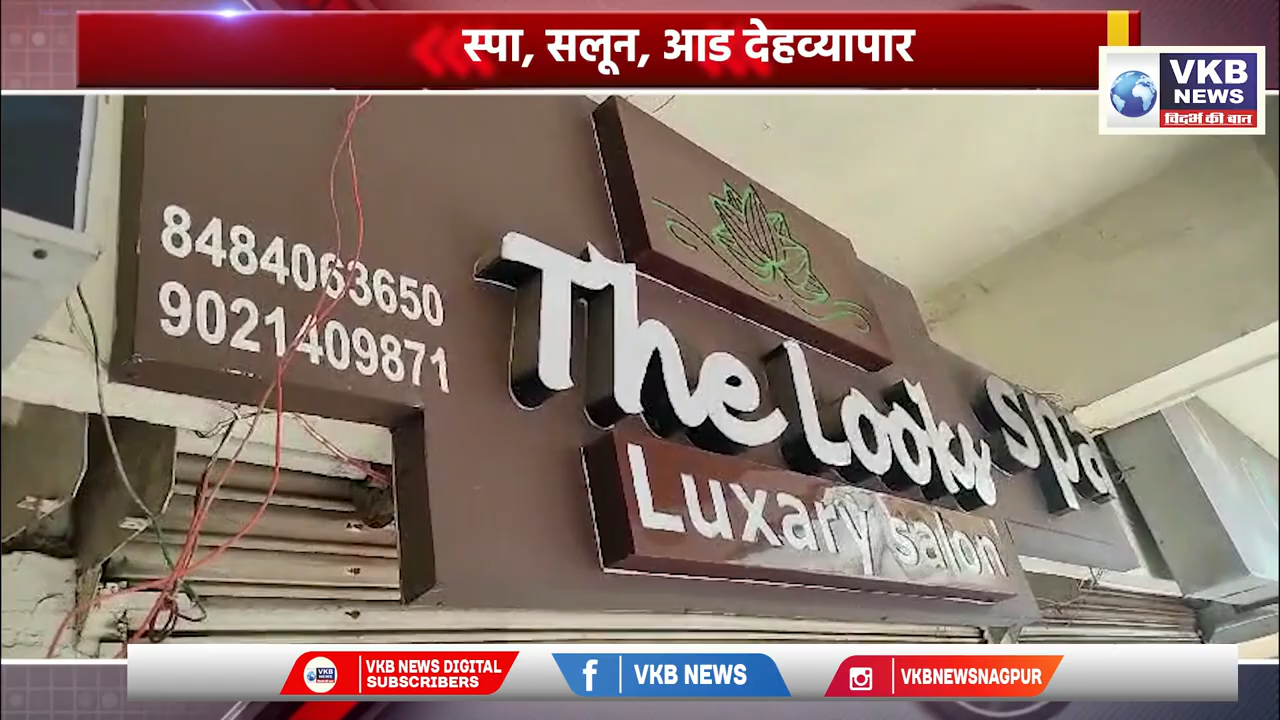 स्पा, सलून, आड देहव्यापार
VKB
NEWS
विदर्भ की बात
8484063650
9021409871
The Looks spa
Luxary salon
VKB NEWS DIGITAL
SUBSCRIBERS
VKB NEWS
VKBNEWSNAGPUR